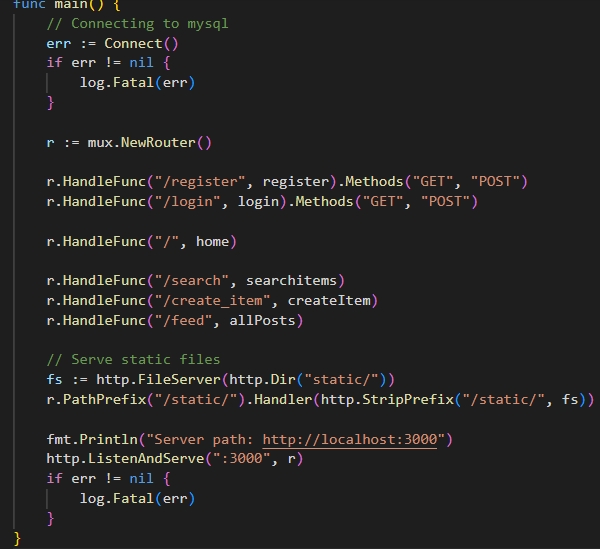 func main() {
// Connecting to mysql
err := Connect()
if err != nil {
log.Fatal(err)
}
r := mux.NewRouter()
r.HandleFunc("/register", register).Methods("GET", "POST")
r.HandleFunc("/login", login).Methods("GET", "POST")
r.HandleFunc("/", home)
r.HandleFunc("/search", searchitems)
r.HandleFunc("/create_item", createItem)
r.HandleFunc("/feed", allPosts)
// Serve static files
fs := http.FileServer(http.Dir("static/"))
r.PathPrefix("/static/").Handler(http.StripPrefix("/static/", fs))
fmt.Println("Server path: http://localhost:3000")
http.ListenAndServe(":3000", r)
if err != nil {
log.Fatal(err)
}
}